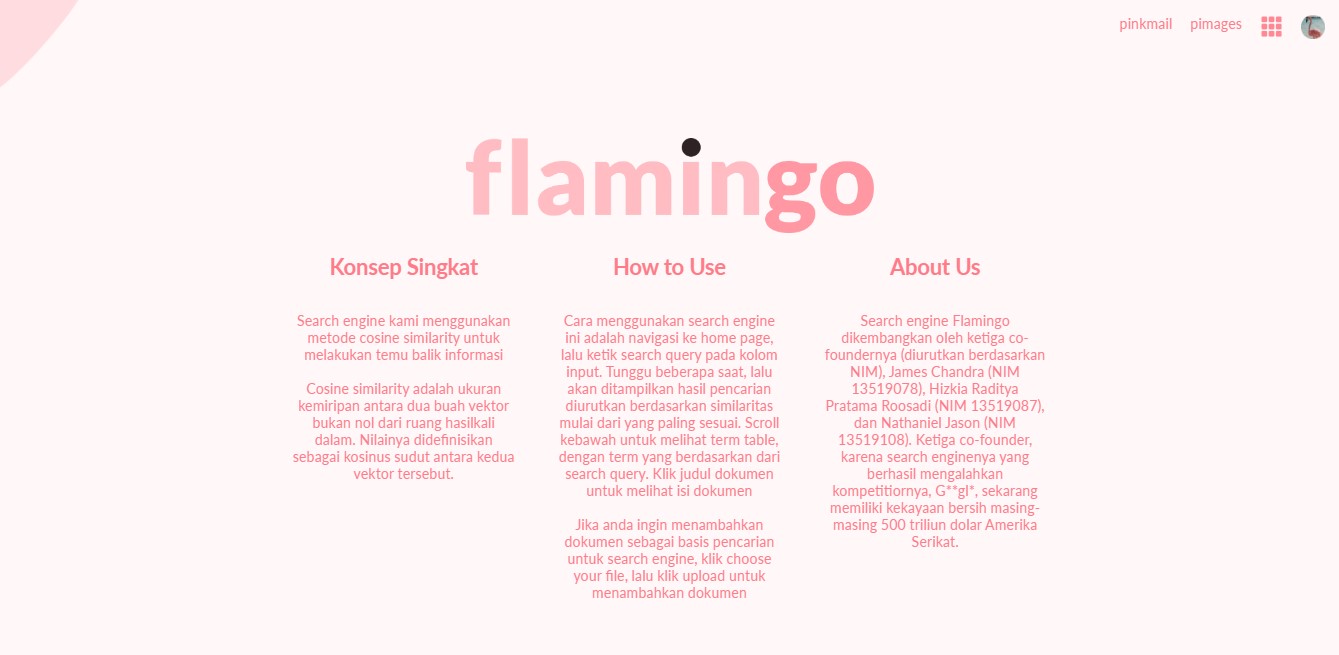 pinkmail pimages
flamingo
Konsep Singkat
Search engine kami menggunakan
metode cosine similarity untuk
melakukan temu balik informasi
Cosine similarity adalah ukuran
kemiripan antara dua buah vektor
bukan nol dari ruang hasilkali
dalam. Nilainya didefinisikan
sebagai kosinus sudut antara kedua
vektor tersebut.
How to Use
Cara menggunakan search engine
ini adalah navigasi ke home page,
lalu ketik search query pada kolom
input. Tunggu beberapa saat, lalu
akan ditampilkan hasil pencarian
diurutkan berdasarkan similaritas
mulai dari yang paling sesuai. Scroll
kebawah untuk melihat term table,
dengan term yang berdasarkan dari
search query. Klik judul dokumen
untuk melihat isi dokumen
Jika anda ingin menambahkan
dokumen sebagai basis pencarian
untuk search engine, klik choose
your file, lalu klik upload untuk
menambahkan dokumen
About Us
Search engine Flamingo
dikembangkan oleh ketiga co-
foundernya (diurutkan berdasarkan
NIM), James Chandra (NIM
13519078), Hizkia Raditya
Pratama Roosadi (NIM 13519087),
dan Nathaniel Jason (NIM
13519108). Ketiga co-founder,
karena search enginenya yang
berhasil mengalahkan
kompetitiornya, G**gl*, sekarang
memiliki kekayaan bersih masing-
masing 500 triliun dolar Amerika
Serikat.